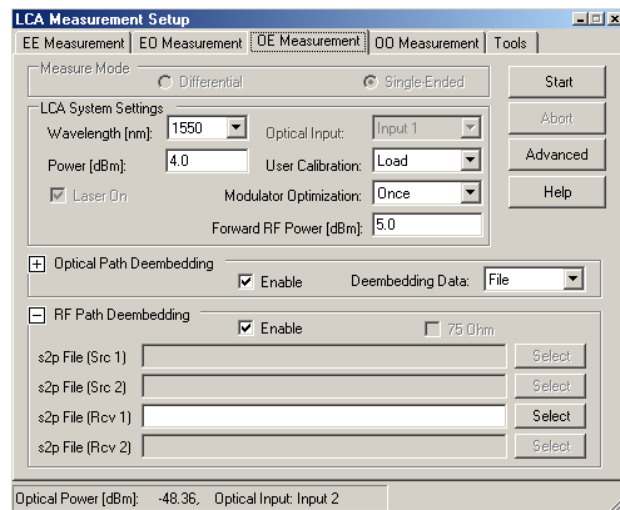 LCA Measurement Setup
EE Measurement EO Measurement OE Measurement OO Measurement Tools
Measure Mode
Differential Single-Ended Start
LCA System Settings
Wavelength [nm]: 1550 Optical Input: Input 1 Abort
Power [dBm]: 4.0 User Calibration: Load Advanced
Laser On Modulator Optimization: Once Help
Forward RF Power [dBm]: 5.0
Optical Path Deembedding
Enable Deembedding Data: File
RF Path Deembedding
Enable 75 Ohm
s2p File (Src 1) Select
s2p File (Src 2) Select
s2p File (Rcv 1) Select
s2p File (Rcv 2) Select
Optical Power [dBm]: -48.36, Optical Input: Input 2